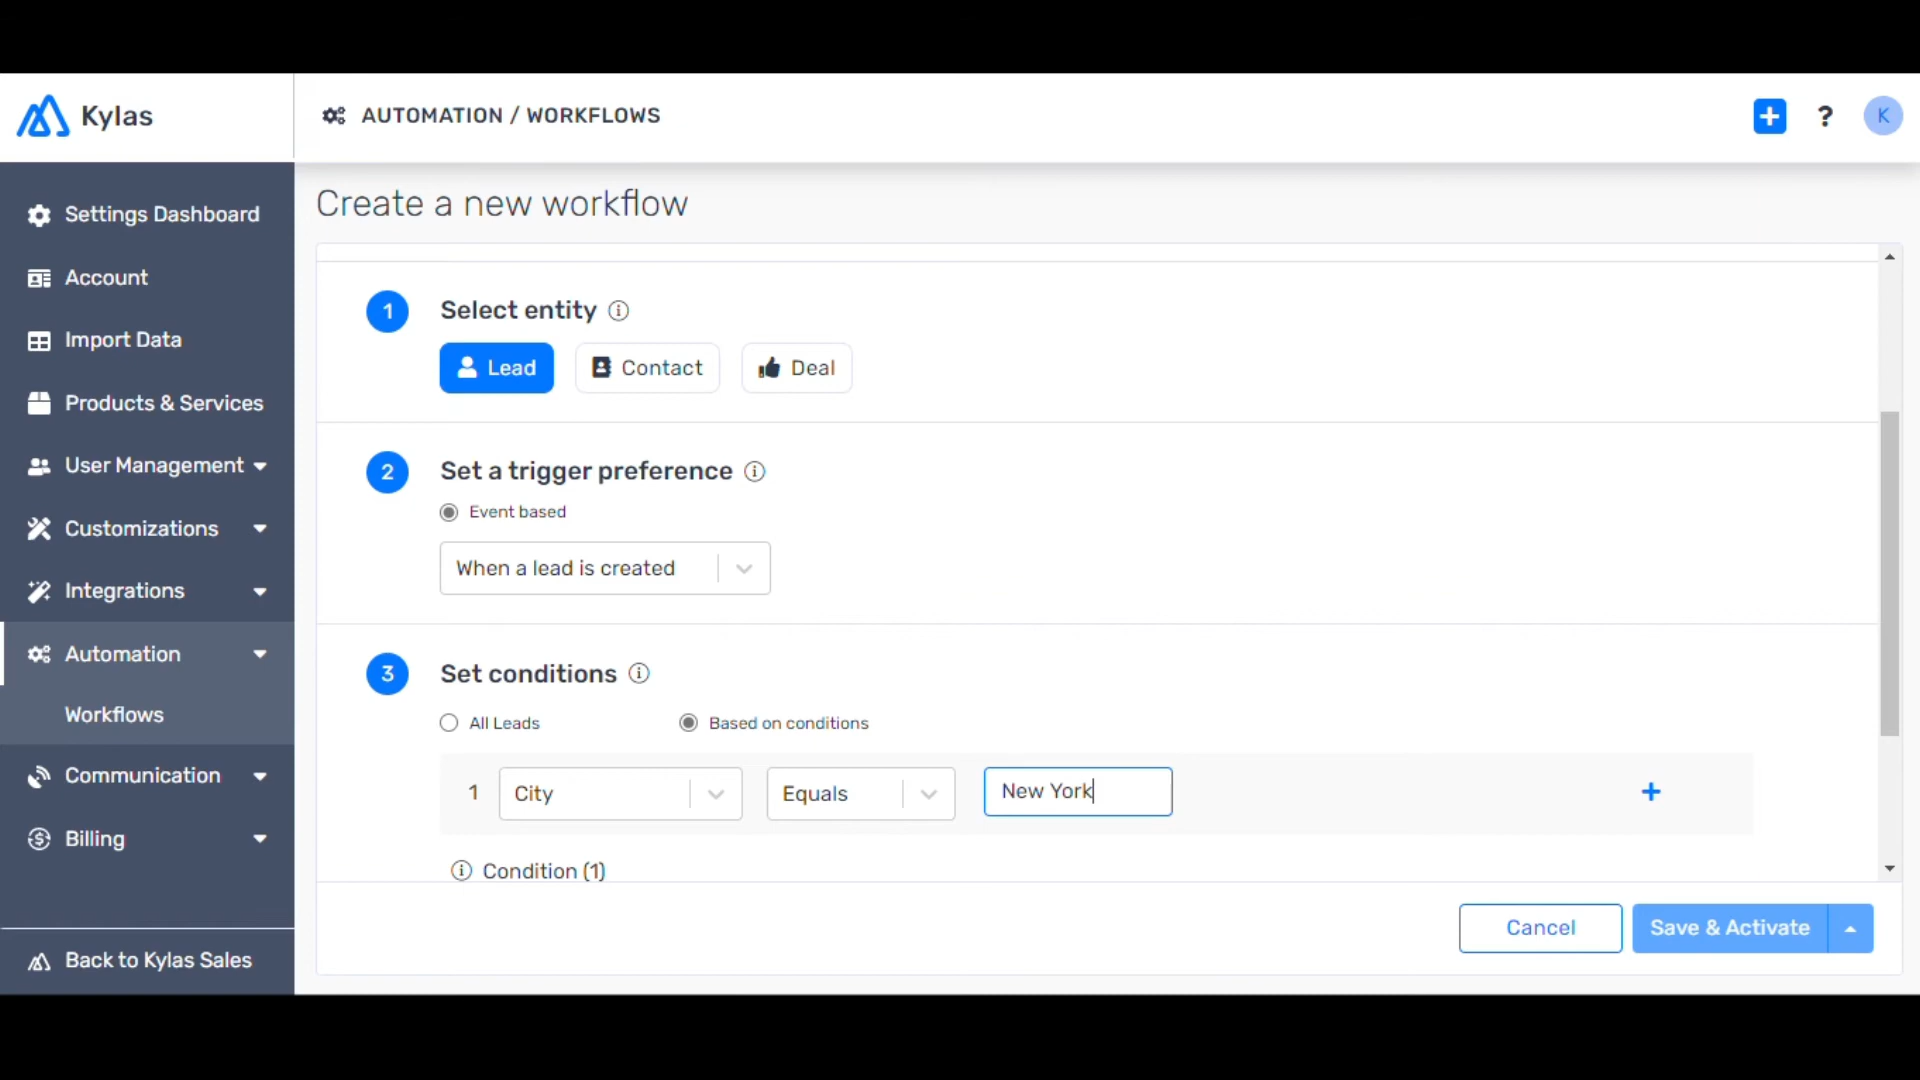 Kylas
AUTOMATION / WORKFLOWS
?
K
Settings Dashboard
Account
Import Data
Products & Services
User Management
Customizations
Integrations
Automation
Workflows
Communication
Billing
Back to Kylas Sales
Create a new workflow
1 Select entity
Lead Contact Deal
2 Set a trigger preference
Event based
When a lead is created
3 Set conditions
All Leads Based on conditions
1 City Equals New York
Condition (1)
Cancel Save & Activate